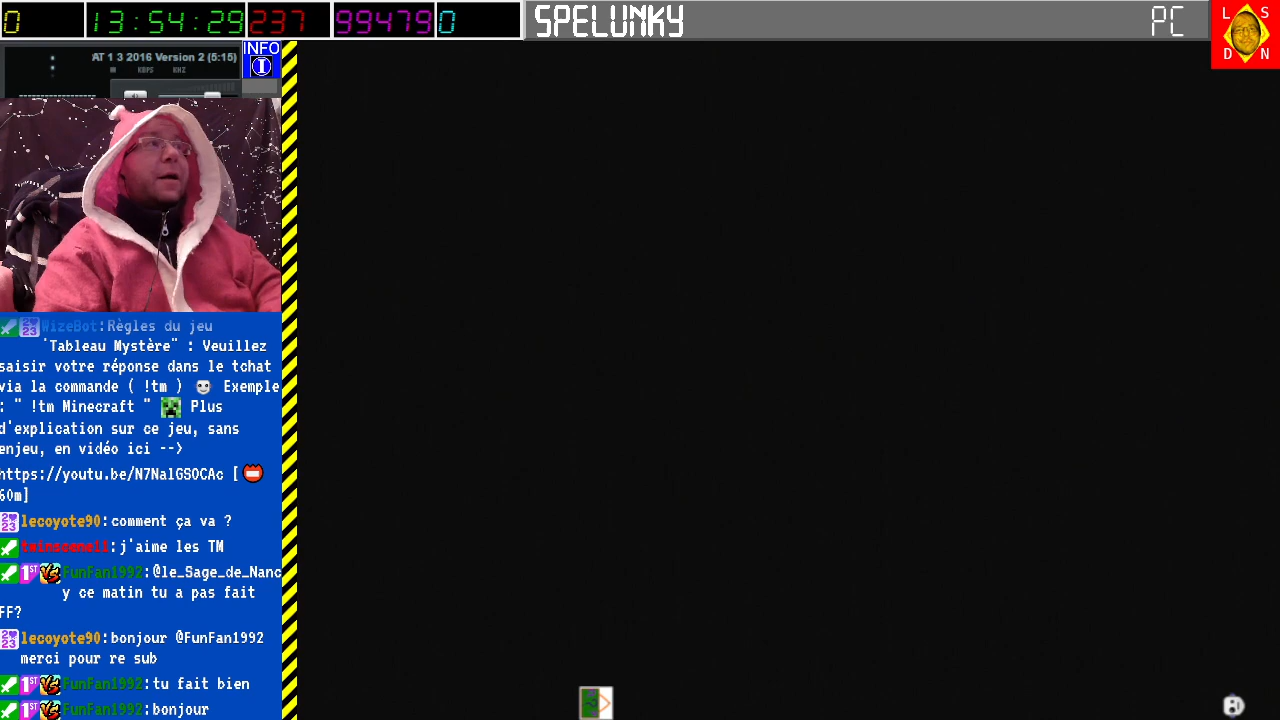 0 13:54:29 237 99479 0 SPELUNKY PC
L S
D N
AT 1 3 2016 Version 2 (5:15)
KBPS KHZ
INFO
WizeBot:Règles du jeu
"Tableau Mystère" : Veuillez
saisir votre réponse dans le tchat
via la commande ( !tm ) Exemple
: " !tm Minecraft " Plus
d'explication sur ce jeu, sans
enjeu, en vidéo ici -->
https://youtu.be/N7NalGSOCAc [
60m]
lecoyote90:comment ça va ?
:j'aime les TM
FunFan1992:@le_Sage_de_Nanc
y ce matin tu a pas fait
FF?
lecoyote90:bonjour @FunFan1992
merci pour re sub
FunFan1992:tu fait bien
FunFan1992:bonjour